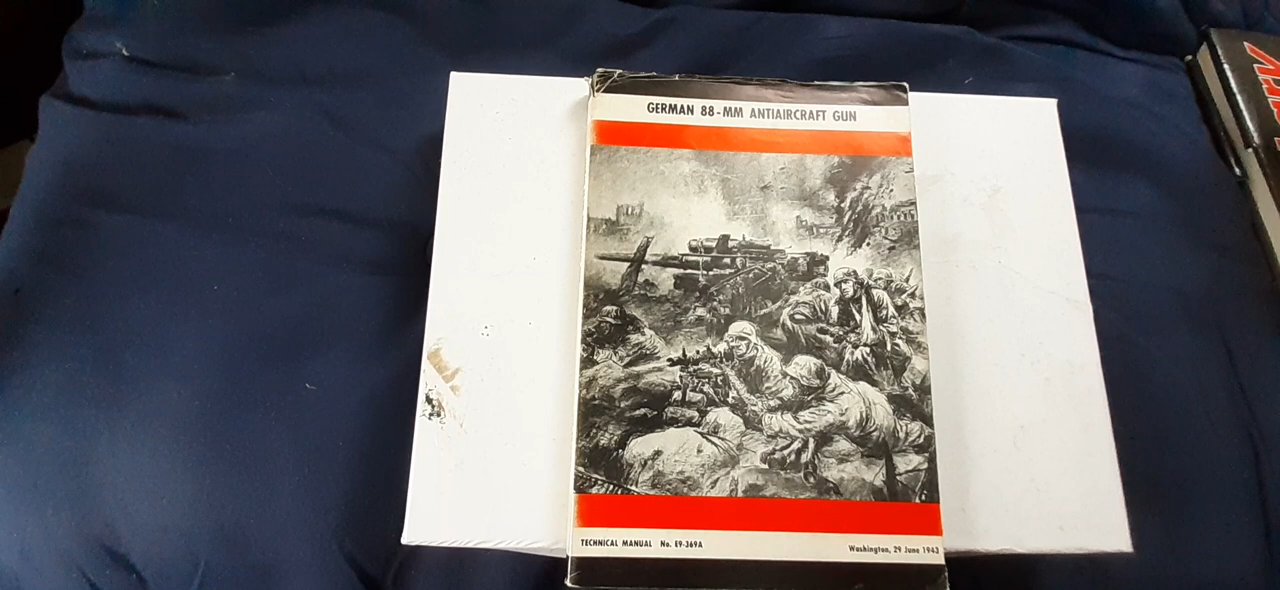 GERMAN 88-MM ANTIAIRCRAFT GUN
TECHNICAL MANUAL No. E9-369A
Washington, 29 June 1943